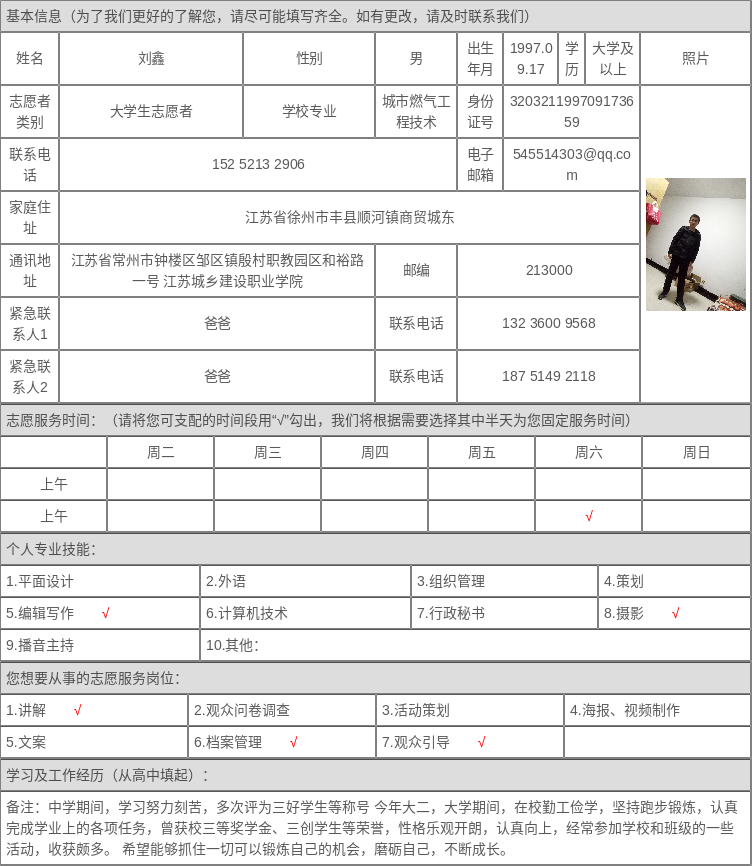 基本信息（为了我们更好的了解您，请尽可能填写齐全。如有更改，请及时联系我们）
姓名 刘鑫 性别 男 出生年月 1997.09.17 学历 大学及以上 照片
志愿者类别 大学生志愿者 学校专业 城市燃气工程技术 身份证号 320321199709173659
联系电话 152 5213 2906 电子邮箱 545514303@qq.com
家庭住址 江苏省徐州市丰县顺河镇商贸城东
通讯地址 江苏省常州市钟楼区邹区镇殷村职教园区和裕路一号 江苏城乡建设职业学院 邮编 213000
紧急联系人1 爸爸 联系电话 132 3600 9568
紧急联系人2 爸爸 联系电话 187 5149 2118
志愿服务时间：（请将您可支配的时间段用“√”勾出，我们将根据需要选择其中半天为您固定服务时间）
周二 周三 周四 周五 周六 周日
上午
上午 √
个人专业技能：
1.平面设计 2.外语 3.组织管理 4.策划
5.编辑写作 √ 6.计算机技术 7.行政秘书 8.摄影 √
9.播音主持 10.其他：
您想要从事的志愿服务岗位：
1.讲解 √ 2.观众问卷调查 3.活动策划 4.海报、视频制作
5.文案 6.档案管理 √ 7.观众引导 √
学习及工作经历（从高中填起）：
备注：中学期间，学习努力刻苦，多次评为三好学生等称号 今年大二，大学期间，在校勤工俭学，坚持跑步锻炼，认真
完成学业上的各项任务，曾获校三等奖学金、三创学生等荣誉，性格乐观开朗，认真向上，经常参加学校和班级的一些
活动，收获颇多。 希望能够抓住一切可以锻炼自己的机会，磨砺自己，不断成长。